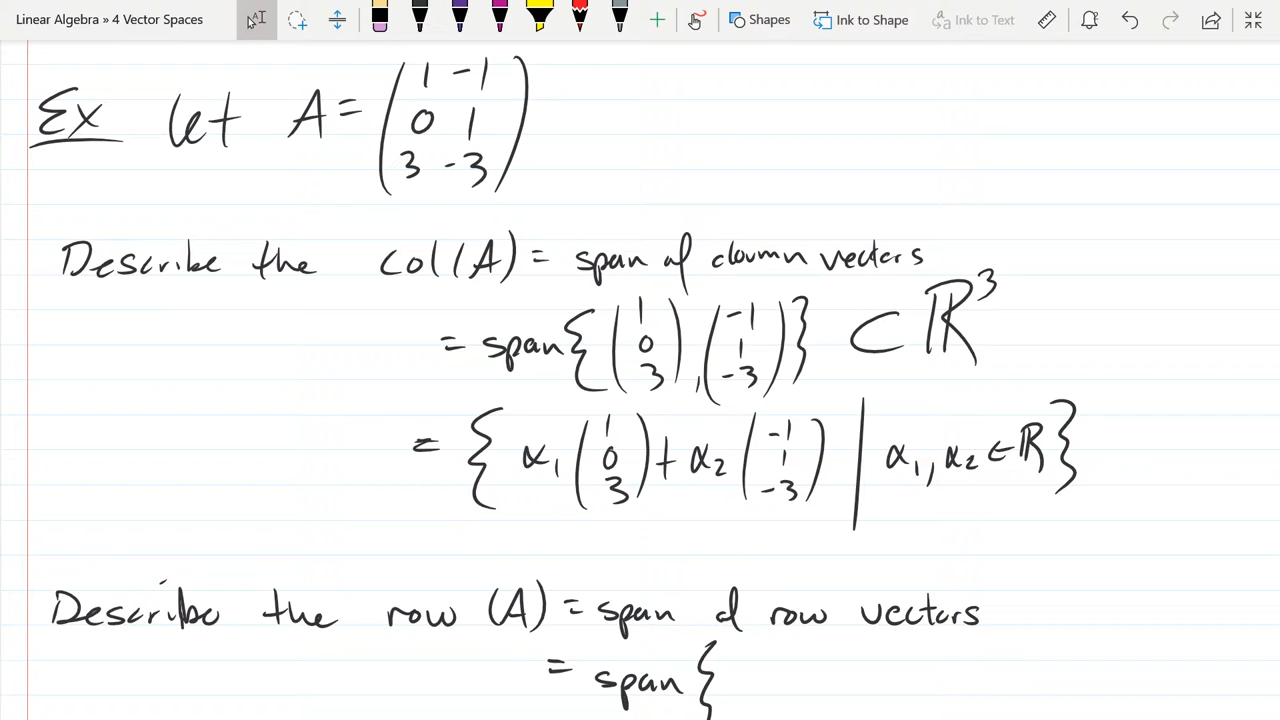 Linear Algebra » 4 Vector Spaces
Shapes
Ink to Shape
Ink to Text
Ex let A = ( 1 -1
0 1
3 -3 )
Describe the col(A) = span of cloumn vectors
= span{ (1 0 3), (-1 1 -3) } ⊂ ℝ³
= { α₁ (1 0 3) + α₂ (-1 1 -3) | α₁, α₂ ∈ ℝ }
Describe the row (A) = span of row vectors
= span {